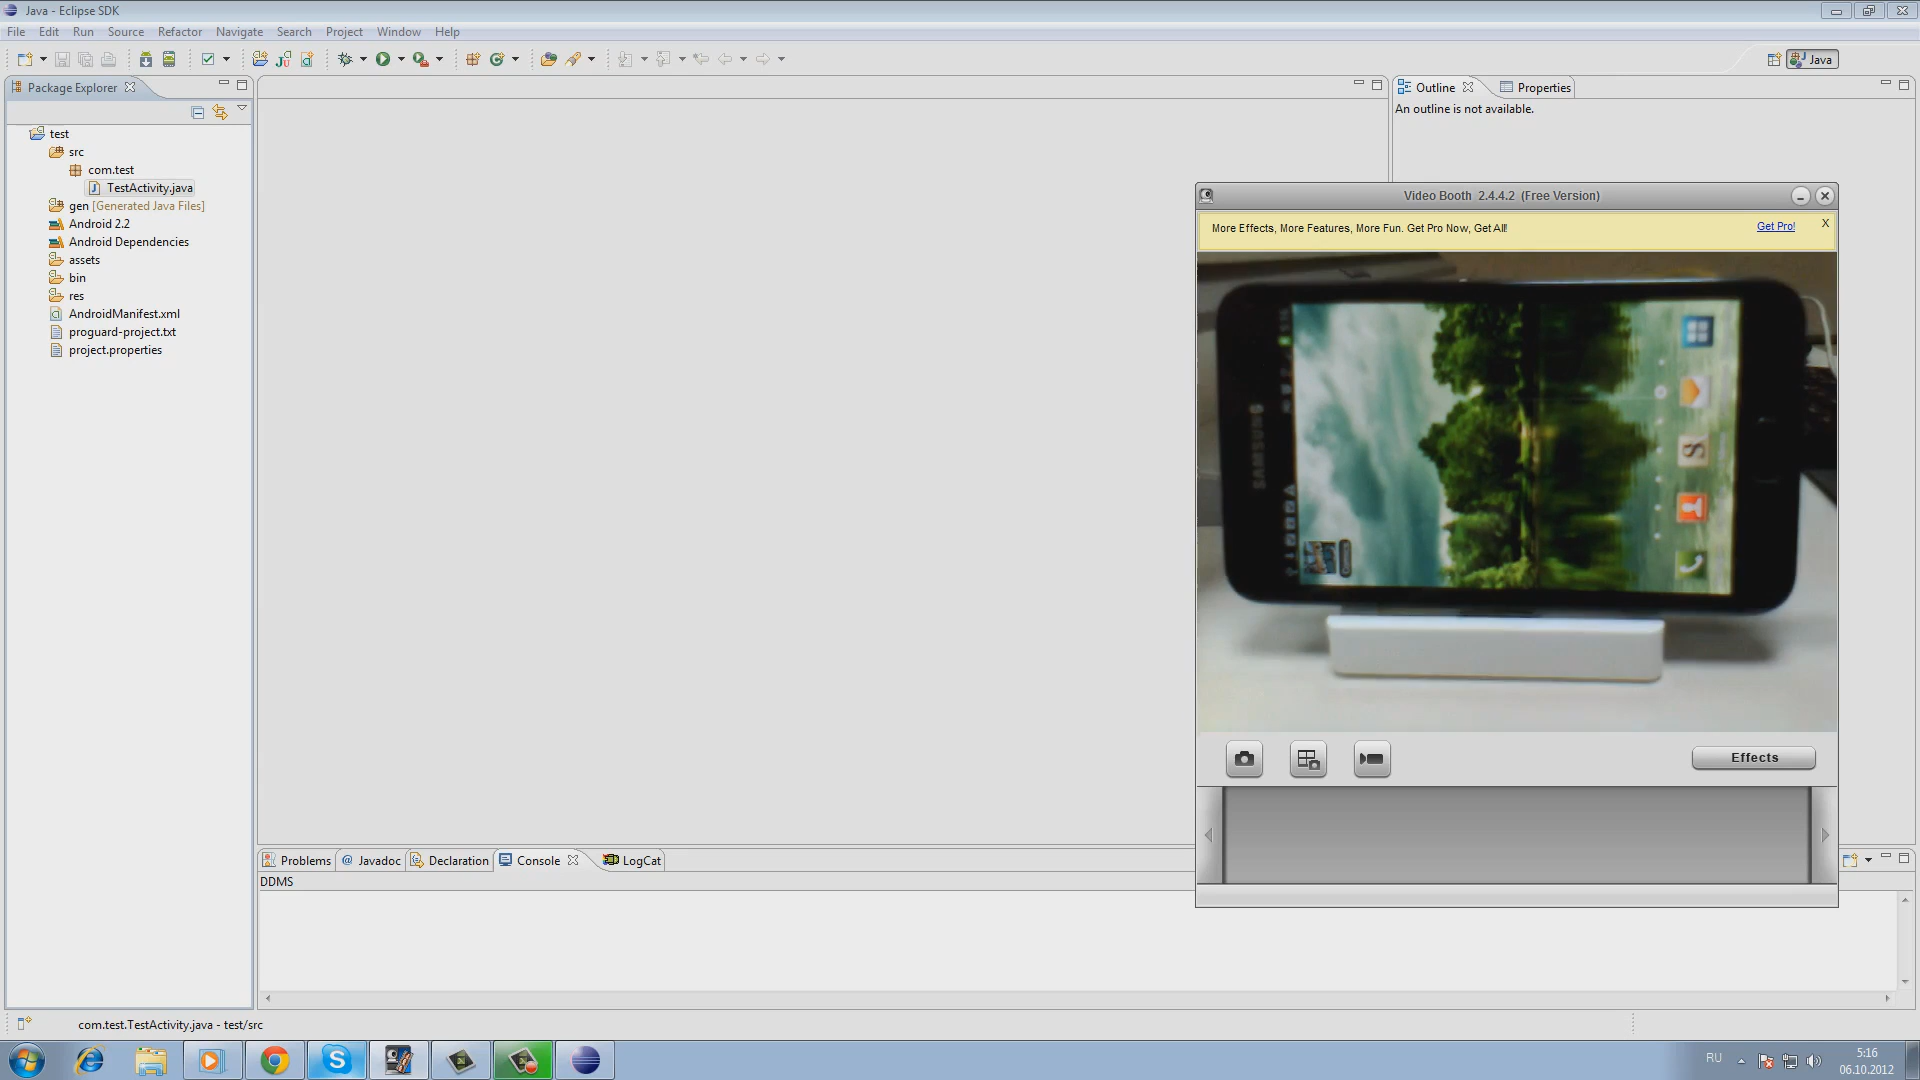 Java - Eclipse SDK
File Edit Run Source Refactor Navigate Search Project Window Help
Java
Package Explorer
test
src
com.test
TestActivity.java
gen [Generated Java Files]
Android 2.2
Android Dependencies
assets
bin
res
AndroidManifest.xml
proguard-project.txt
project.properties
Outline Properties
An outline is not available.
Video Booth 2.4.4.2 (Free Version)
More Effects, More Features, More Fun. Get Pro Now, Get All! Get Pro! X
SAMSUNG
Effects
Problems Javadoc Declaration Console LogCat
DDMS
com.test.TestActivity.java - test/src
RU
5:16
06.10.2012